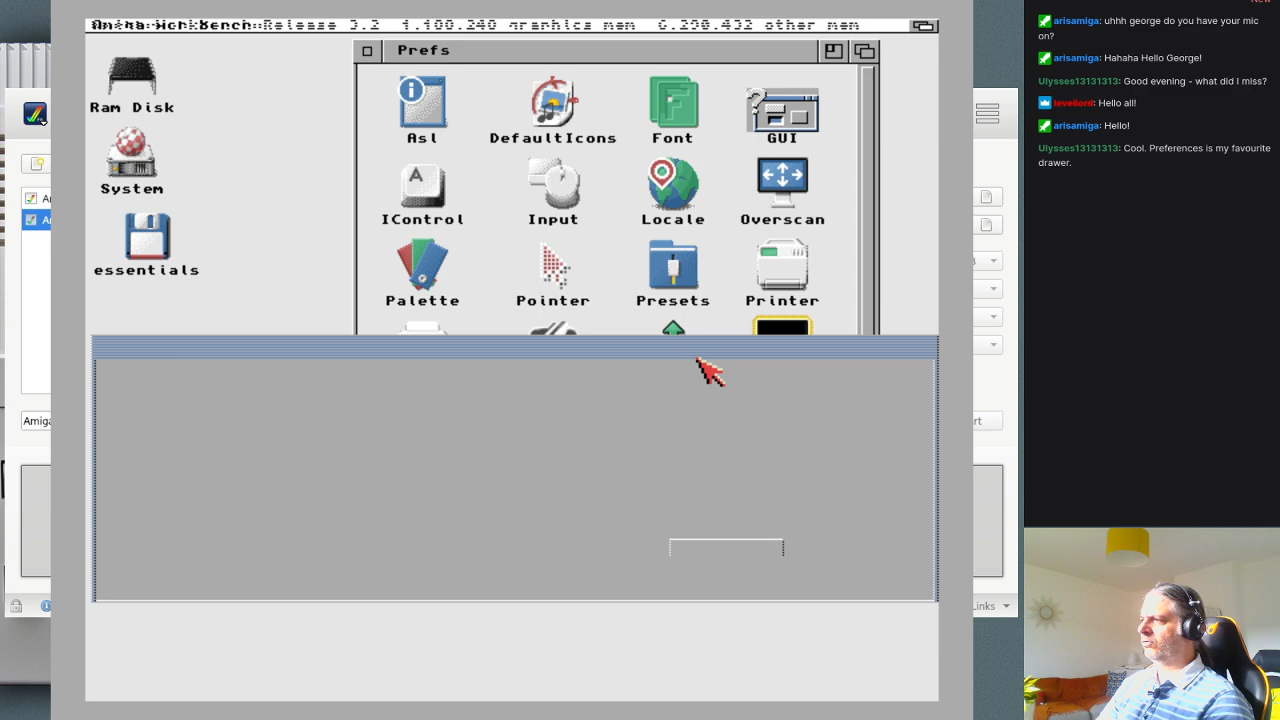 Release 3.2 1.100.240 graphics mem 6.290.432 other mem
Prefs
Ram Disk
System
essentials
Asl
DefaultIcons
Font
GUI
IControl
Input
Locale
Overscan
Palette
Pointer
Presets
Printer
Amiga
Links
arisamiga: uhhh george do you have your mic
on?
arisamiga: Hahaha Hello George!
Ulysses13131313: Good evening - what did I miss?
levellord: Hello all!
arisamiga: Hello!
Ulysses13131313: Cool. Preferences is my favourite
drawer.